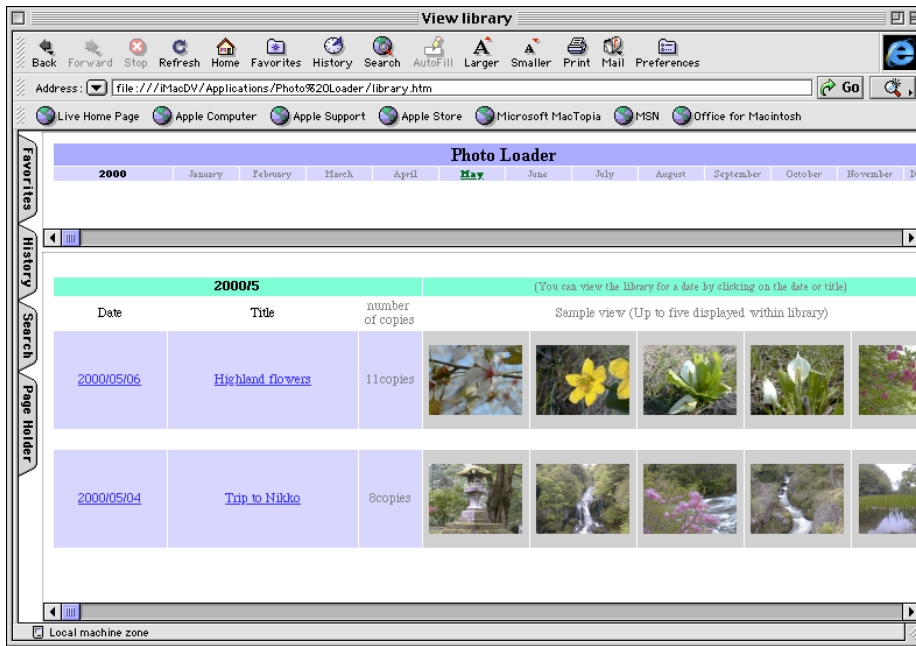 View library
Back Forward Stop Refresh Home Favorites History Search AutoFill Larger Smaller Print Mail Preferences
Address: file:///iMacDV/Applications/Photo%20Loader/library.htm Go
Live Home Page Apple Computer Apple Support Apple Store Microsoft MacTopia MSN Office for Macintosh
Favorites
History
Search
Page Holder
Photo Loader
2000 January February March April May June July August September October November D
2000/5 (You can view the library for a date by clicking on the date or title)
Date Title number of copies Sample view (Up to five displayed within library)
2000/05/06 Highland flowers 11copies
2000/05/04 Trip to Nikko 8copies
Local machine zone